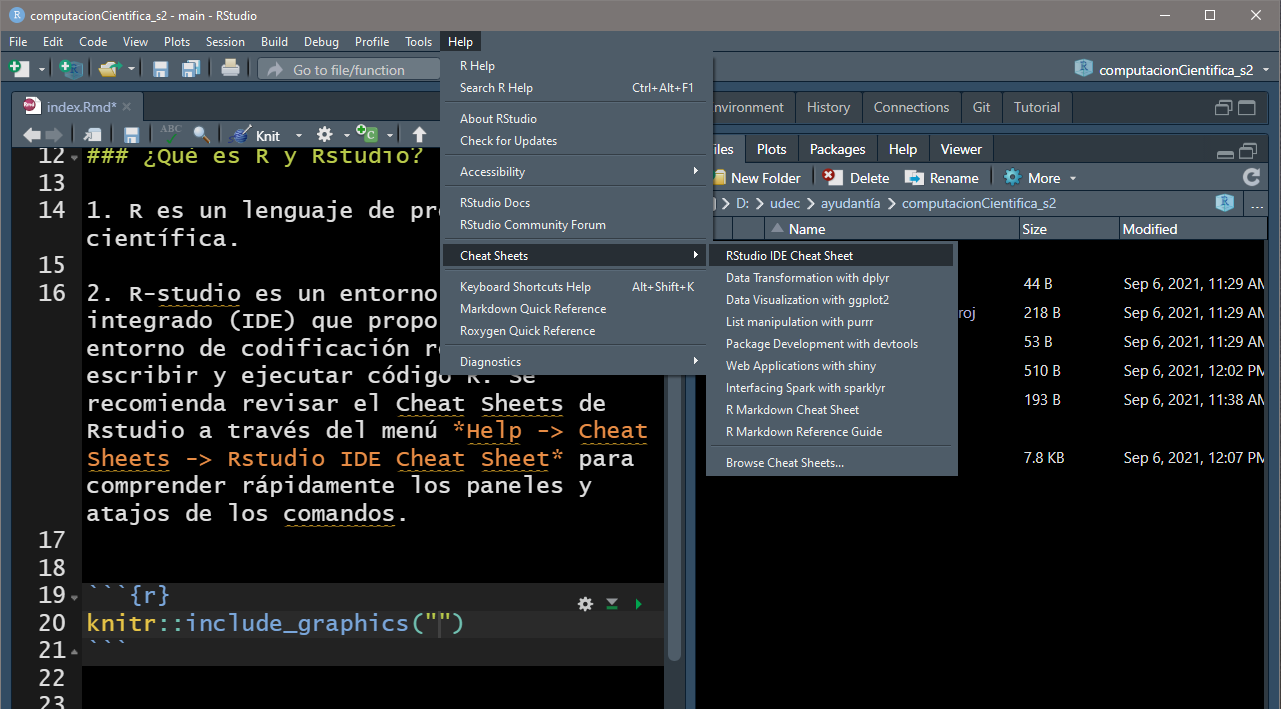 computacionCientifica_s2 - main - RStudio
File Edit Code View Plots Session Build Debug Profile Tools Help
Go to file/function
computacionCientifica_s2
index.Rmd*
ABC
Knit
12 ### ¿Qué es R y Rstudio?
13
14 1. R es un lenguaje de pr
científica.
15
16 2. R-studio es un entorno
integrado (IDE) que propo
entorno de codificación r
escribir y ejecutar código R. Se
recomienda revisar el Cheat Sheets de
Rstudio a través del menú *Help -> Cheat
Sheets -> Rstudio IDE Cheat Sheet* para
comprender rápidamente los paneles y
atajos de los comandos.
17
18
19 ```{r}
20 knitr::include_graphics("")
21 ```
22
23
R Help
Search R Help Ctrl+Alt+F1
About RStudio
Check for Updates
Accessibility
RStudio Docs
RStudio Community Forum
Cheat Sheets
Keyboard Shortcuts Help Alt+Shift+K
Markdown Quick Reference
Roxygen Quick Reference
Diagnostics
RStudio IDE Cheat Sheet
Data Transformation with dplyr
Data Visualization with ggplot2
List manipulation with purrr
Package Development with devtools
Web Applications with shiny
Interfacing Spark with sparklyr
R Markdown Cheat Sheet
R Markdown Reference Guide
Browse Cheat Sheets...
nvironment History Connections Git Tutorial
iles Plots Packages Help Viewer
New Folder Delete Rename More
D: udec ayudantía computacionCientifica_s2 ...
Name Size Modified
44 B Sep 6, 2021, 11:29 AM
roj 218 B Sep 6, 2021, 11:29 AM
53 B Sep 6, 2021, 11:29 AM
510 B Sep 6, 2021, 12:02 PM
193 B Sep 6, 2021, 11:38 AM
7.8 KB Sep 6, 2021, 12:07 PM